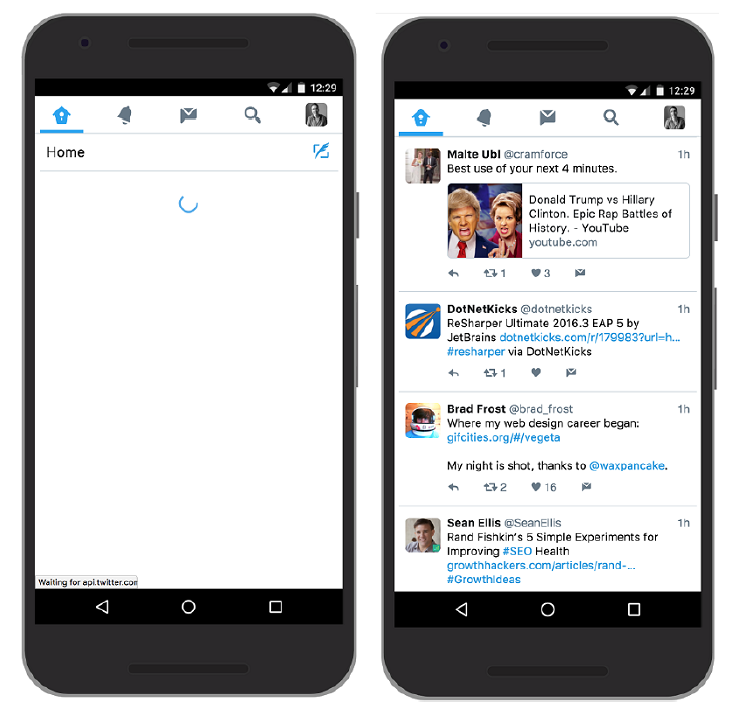 12:29
Home
Waiting for api.twitter.com
12:29
Malte Ubl @cramforce 1h
Best use of your next 4 minutes.
Donald Trump vs Hillary
Clinton. Epic Rap Battles of
History. - YouTube
youtube.com
1 3
DotNetKicks @dotnetkicks 1h
ReSharper Ultimate 2016.3 EAP 5 by
JetBrains dotnetkicks.com/r/179983?url=h...
#resharper via DotNetKicks
1
Brad Frost @brad_frost 1h
Where my web design career began:
gifcities.org/#/vegeta
My night is shot, thanks to @waxpancake.
2 16
Sean Ellis @SeanEllis 1h
Rand Fishkin's 5 Simple Experiments for
Improving #SEO Health
growthhackers.com/articles/rand-...
#GrowthIdeas